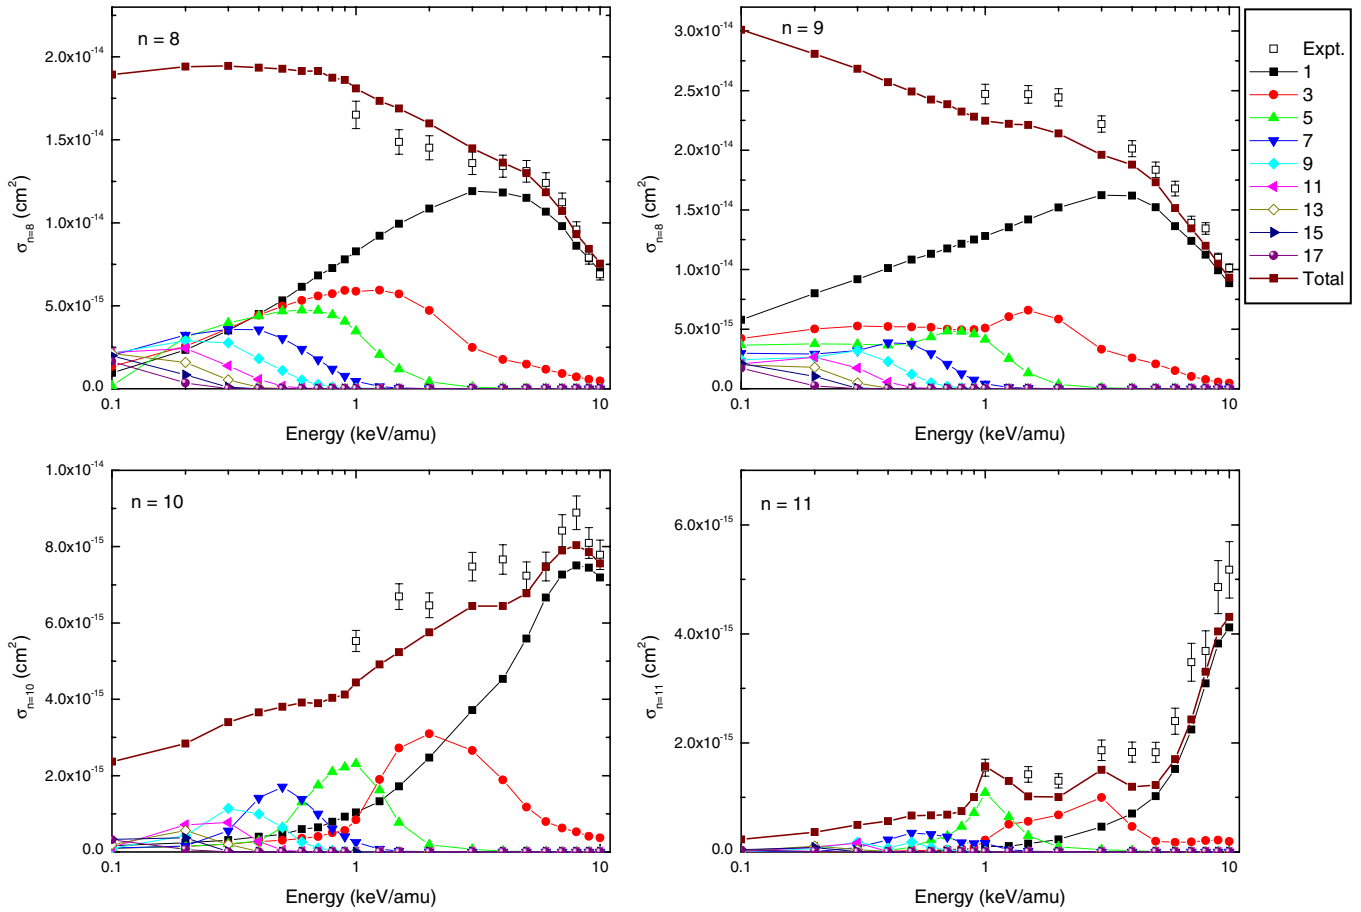 n = 8
2.0x10⁻¹⁴
1.5x10⁻¹⁴
1.0x10⁻¹⁴
5.0x10⁻¹⁵
0.0
σₙ₌₈ (cm²)
0.1 1 10
Energy (keV/amu)
n = 9
3.0x10⁻¹⁴
2.5x10⁻¹⁴
2.0x10⁻¹⁴
1.5x10⁻¹⁴
1.0x10⁻¹⁴
5.0x10⁻¹⁵
0.0
σₙ₌₈ (cm²)
0.1 1 10
Energy (keV/amu)
Expt.
1
3
5
7
9
11
13
15
17
Total
n = 10
1.0x10⁻¹⁴
8.0x10⁻¹⁵
6.0x10⁻¹⁵
4.0x10⁻¹⁵
2.0x10⁻¹⁵
0.0
σₙ₌₁₀ (cm²)
0.1 1 10
Energy (keV/amu)
n = 11
6.0x10⁻¹⁵
4.0x10⁻¹⁵
2.0x10⁻¹⁵
0.0
σₙ₌₁₁ (cm²)
0.1 1 10
Energy (keV/amu)